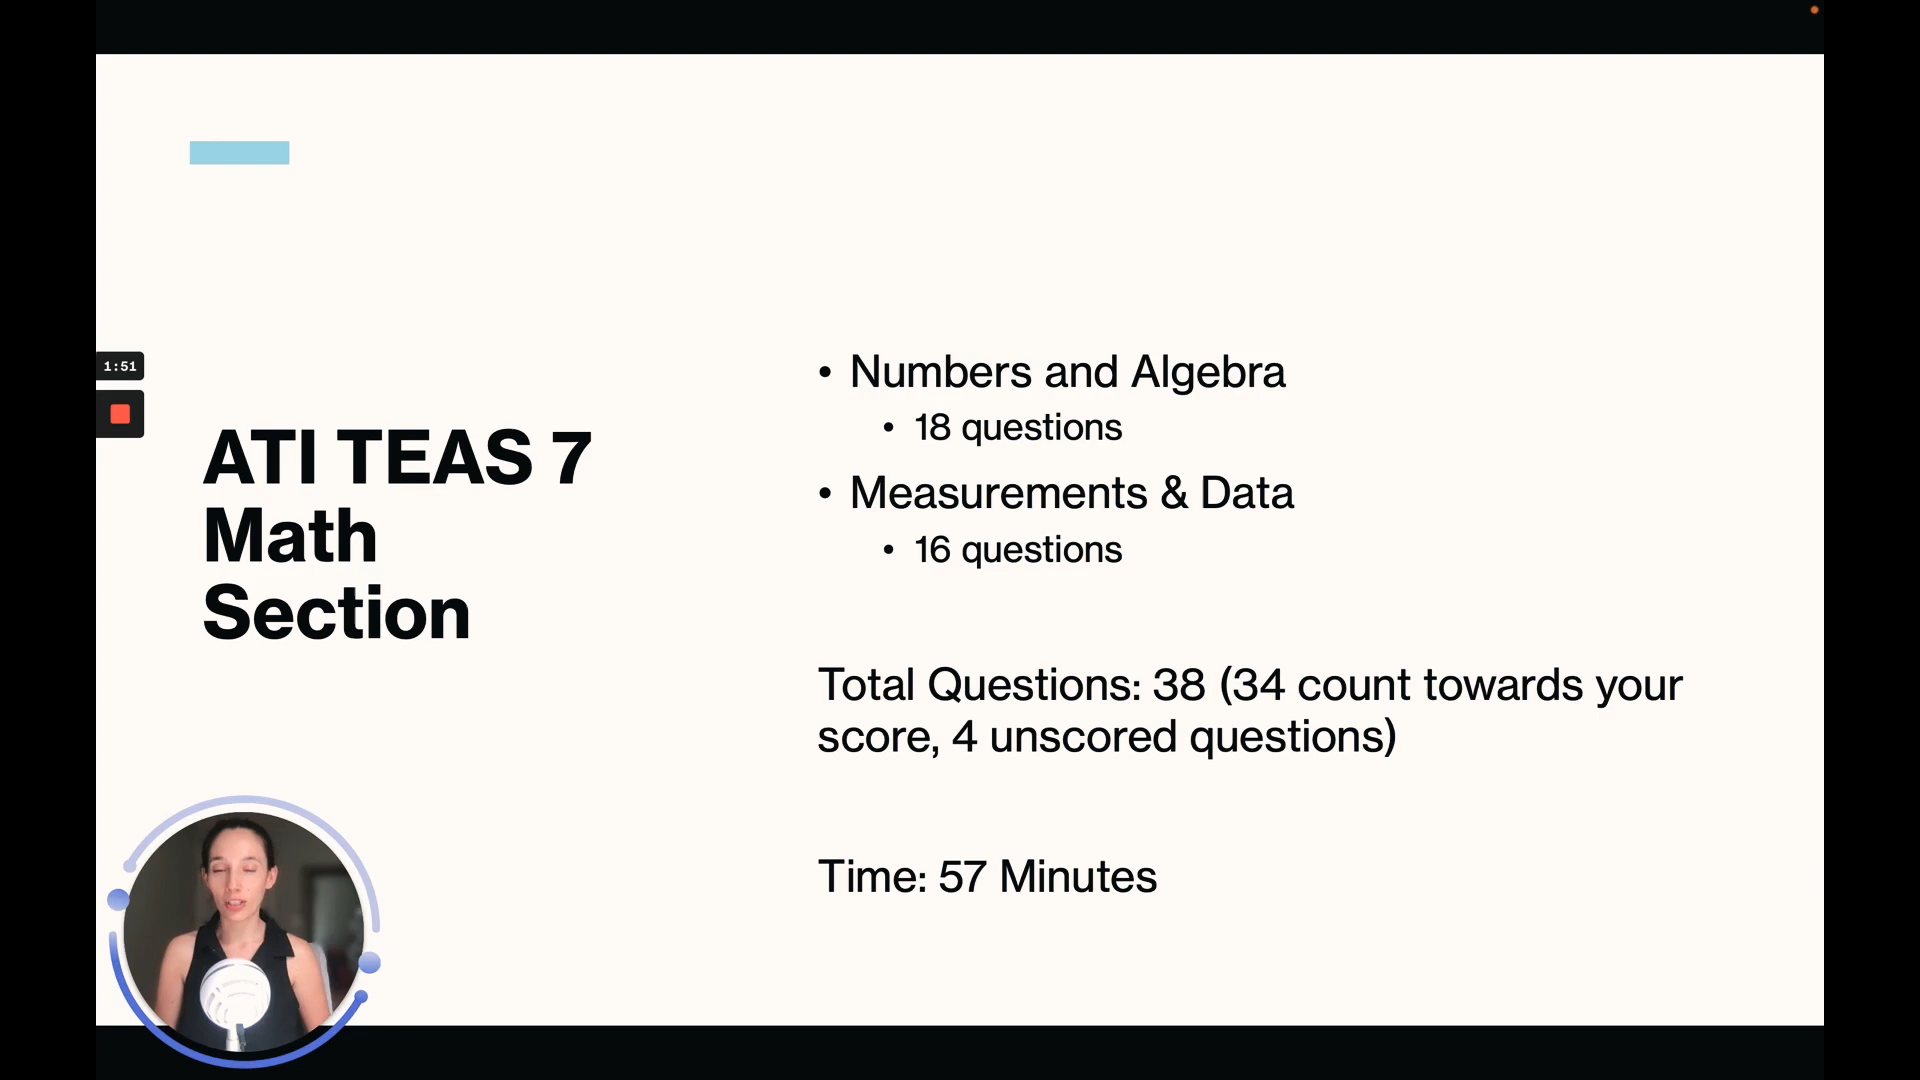 1:51
ATI TEAS 7
Math
Section
• Numbers and Algebra
• 18 questions
• Measurements & Data
• 16 questions
Total Questions: 38 (34 count towards your
score, 4 unscored questions)
Time: 57 Minutes